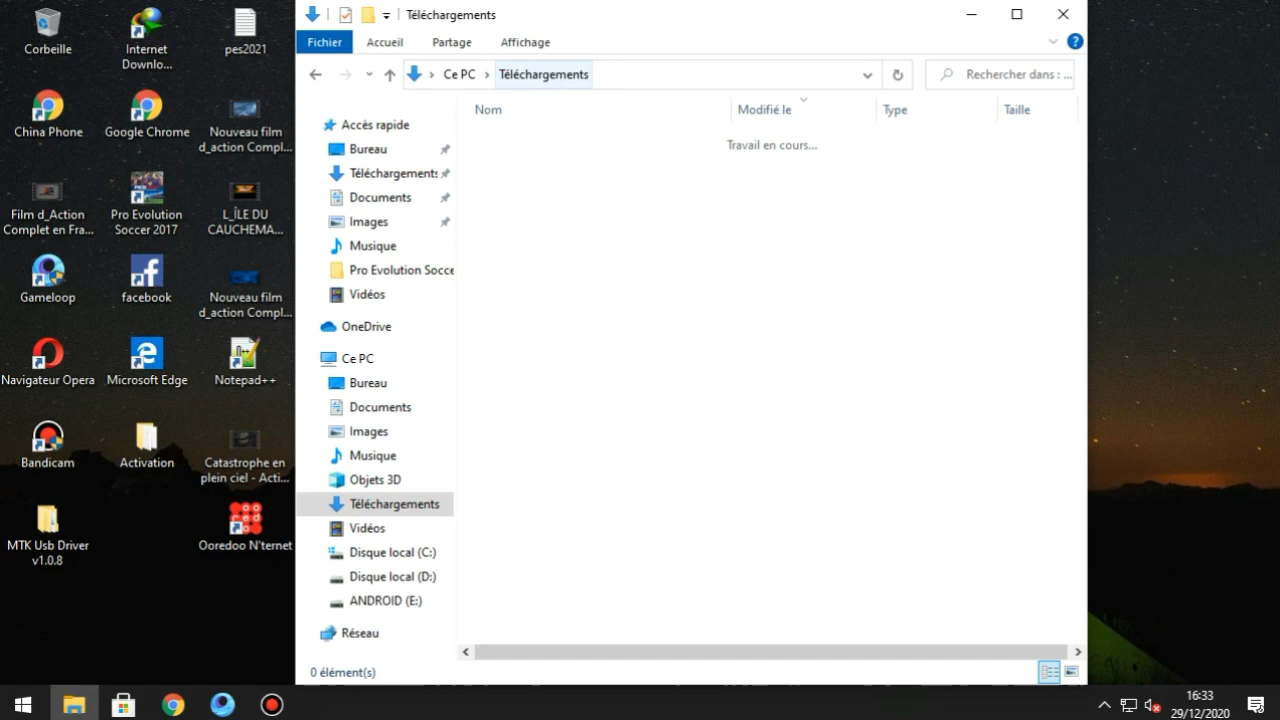 Corbeille
Internet
Downlo...
pes2021
China Phone
Google Chrome
Nouveau film
d_action Compl...
Film d_Action
Complet en Fra...
Pro Evolution
Soccer 2017
L_ÎLE DU
CAUCHEMA...
Gameloop
facebook
Nouveau film
d_action Compl...
Navigateur Opera
Microsoft Edge
Notepad++
Bandicam
Activation
Catastrophe en
plein ciel - Acti...
MTK Usb Driver
v1.0.8
Ooredoo N'ternet
Téléchargements
Fichier
Accueil
Partage
Affichage
Ce PC
Téléchargements
Rechercher dans : ...
Nom
Modifié le
Type
Taille
Travail en cours...
Accès rapide
Bureau
Téléchargements
Documents
Images
Musique
Pro Evolution Socce
Vidéos
OneDrive
Ce PC
Bureau
Documents
Images
Musique
Objets 3D
Téléchargements
Vidéos
Disque local (C:)
Disque local (D:)
ANDROID (E:)
Réseau
0 élément(s)
16:33
29/12/2020